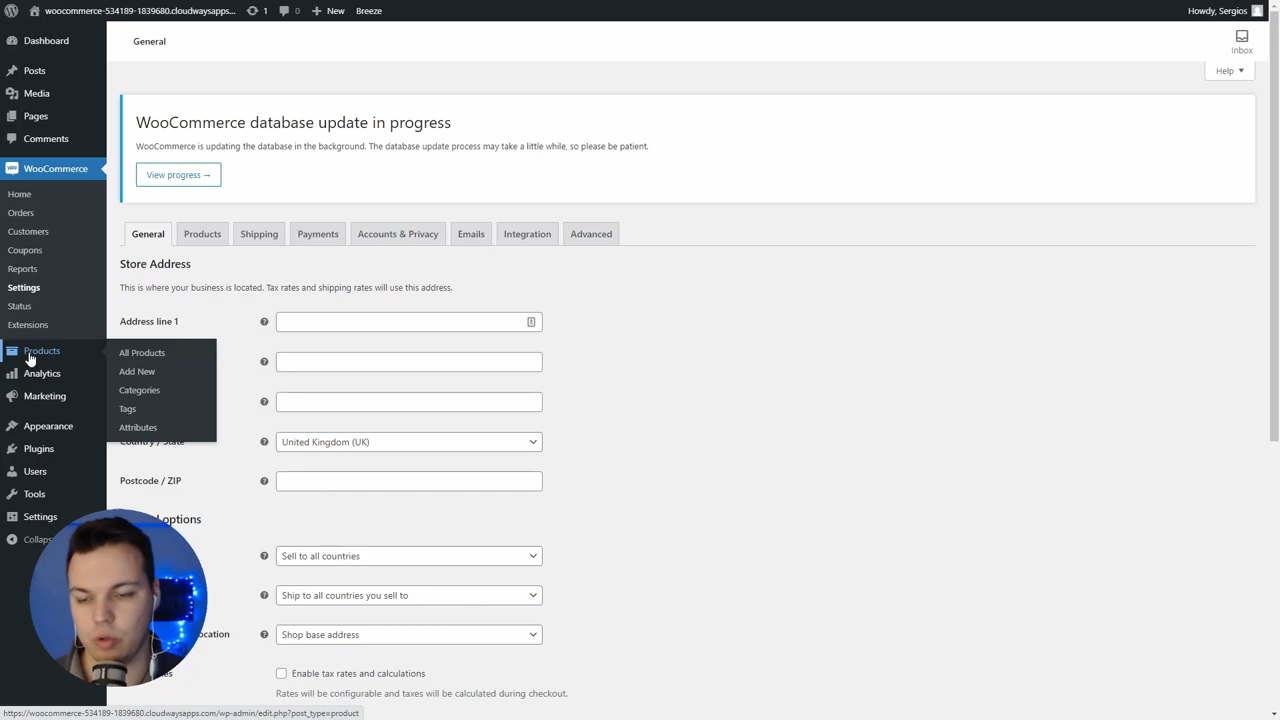 woocommerce-534189-1839680.cloudwaysapps...
1
0
New
Breeze
Howdy, Sergios
Dashboard
Posts
Media
Pages
Comments
WooCommerce
Home
Orders
Customers
Coupons
Reports
Settings
Status
Extensions
Products
Analytics
Marketing
Appearance
Plugins
Users
Tools
Settings
Collaps
All Products
Add New
Categories
Tags
Attributes
General
Inbox
Help
WooCommerce database update in progress
WooCommerce is updating the database in the background. The database update process may take a little while, so please be patient.
View progress →
General
Products
Shipping
Payments
Accounts & Privacy
Emails
Integration
Advanced
Store Address
This is where your business is located. Tax rates and shipping rates will use this address.
Address line 1
Country / State
United Kingdom (UK)
Postcode / ZIP
options
Sell to all countries
Ship to all countries you sell to
ocation
Shop base address
Enable tax rates and calculations
Rates will be configurable and taxes will be calculated during checkout.
https://woocommerce-534189-1839680.cloudwaysapps.com/wp-admin/edit.php?post_type=product